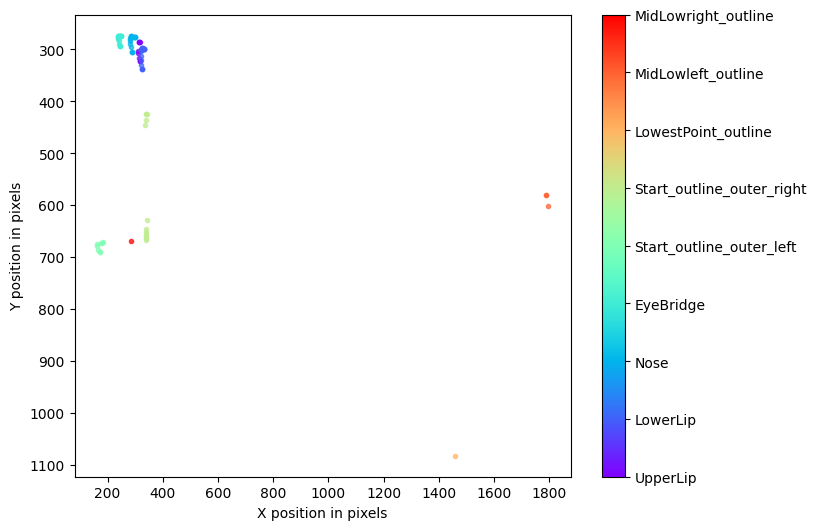 300
400
500
600
700
800
900
1000
1100
200 400 600 800 1000 1200 1400 1600 1800
Y position in pixels
X position in pixels
MidLowright_outline
MidLowleft_outline
LowestPoint_outline
Start_outline_outer_right
Start_outline_outer_left
EyeBridge
Nose
LowerLip
UpperLip